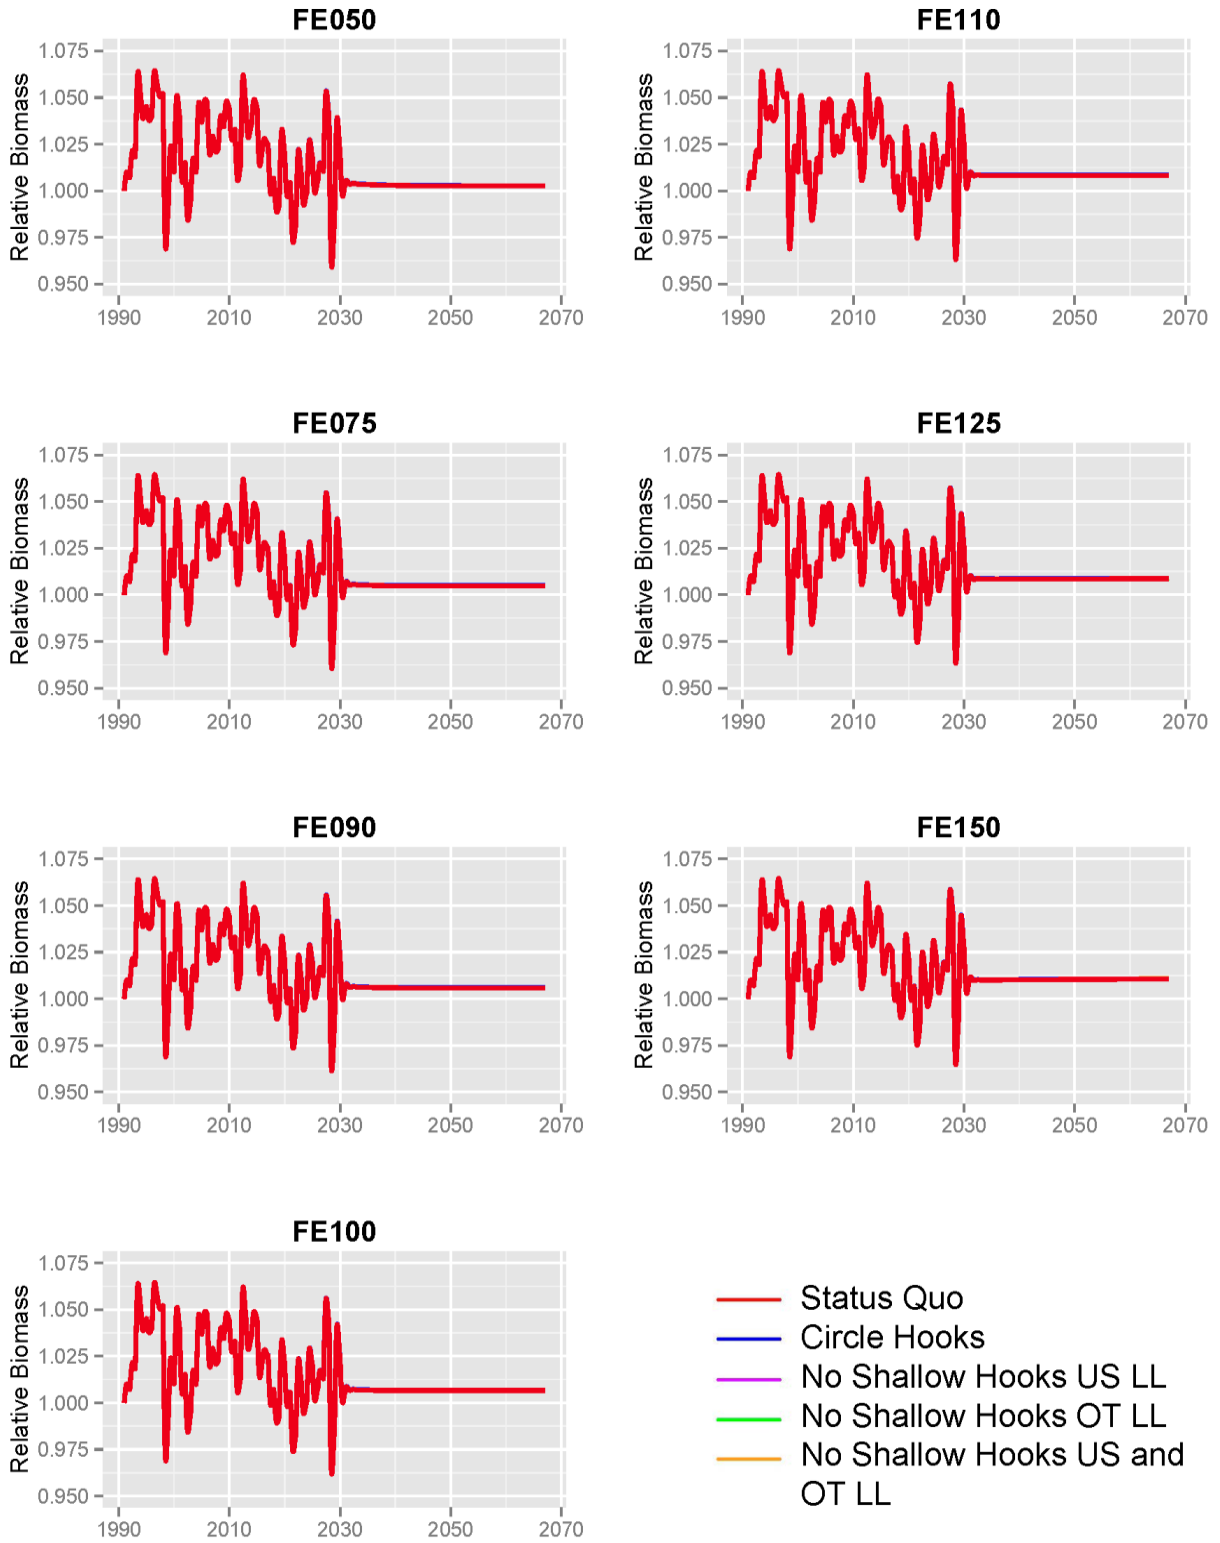 FE050
Relative Biomass
1.075
1.050
1.025
1.000
0.975
0.950
1990 2010 2030 2050 2070
FE110
Relative Biomass
1.075
1.050
1.025
1.000
0.975
0.950
1990 2010 2030 2050 2070
FE075
Relative Biomass
1.075
1.050
1.025
1.000
0.975
0.950
1990 2010 2030 2050 2070
FE125
Relative Biomass
1.075
1.050
1.025
1.000
0.975
0.950
1990 2010 2030 2050 2070
FE090
Relative Biomass
1.075
1.050
1.025
1.000
0.975
0.950
1990 2010 2030 2050 2070
FE150
Relative Biomass
1.075
1.050
1.025
1.000
0.975
0.950
1990 2010 2030 2050 2070
FE100
Relative Biomass
1.075
1.050
1.025
1.000
0.975
0.950
1990 2010 2030 2050 2070
Status Quo
Circle Hooks
No Shallow Hooks US LL
No Shallow Hooks OT LL
No Shallow Hooks US and
OT LL